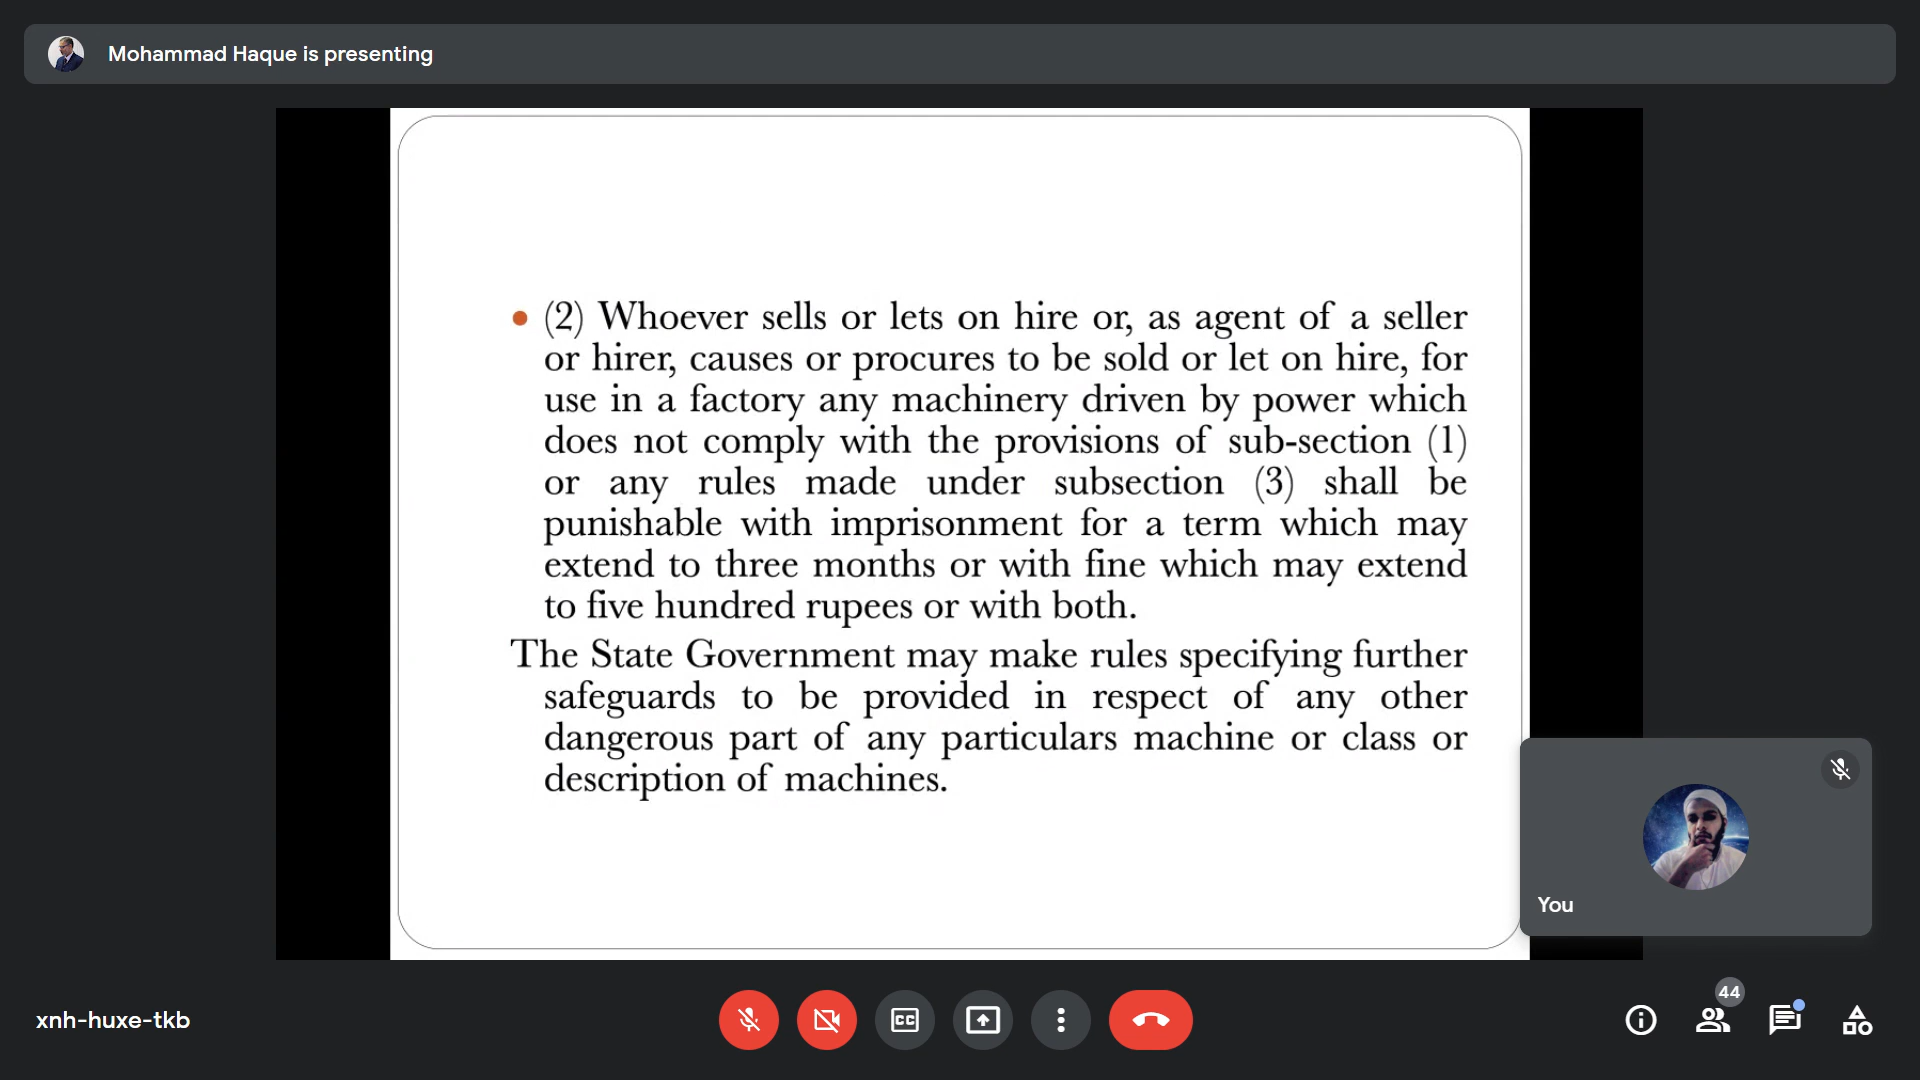 Mohammad Haque is presenting
(2) Whoever sells or lets on hire or, as agent of a seller
or hirer, causes or procures to be sold or let on hire, for
use in a factory any machinery driven by power which
does not comply with the provisions of sub-section (1)
or any rules made under subsection (3) shall be
punishable with imprisonment for a term which may
extend to three months or with fine which may extend
to five hundred rupees or with both.
The State Government may make rules specifying further
safeguards to be provided in respect of any other
dangerous part of any particulars machine or class or
description of machines.
You
xnh-huxe-tkb
CC
44